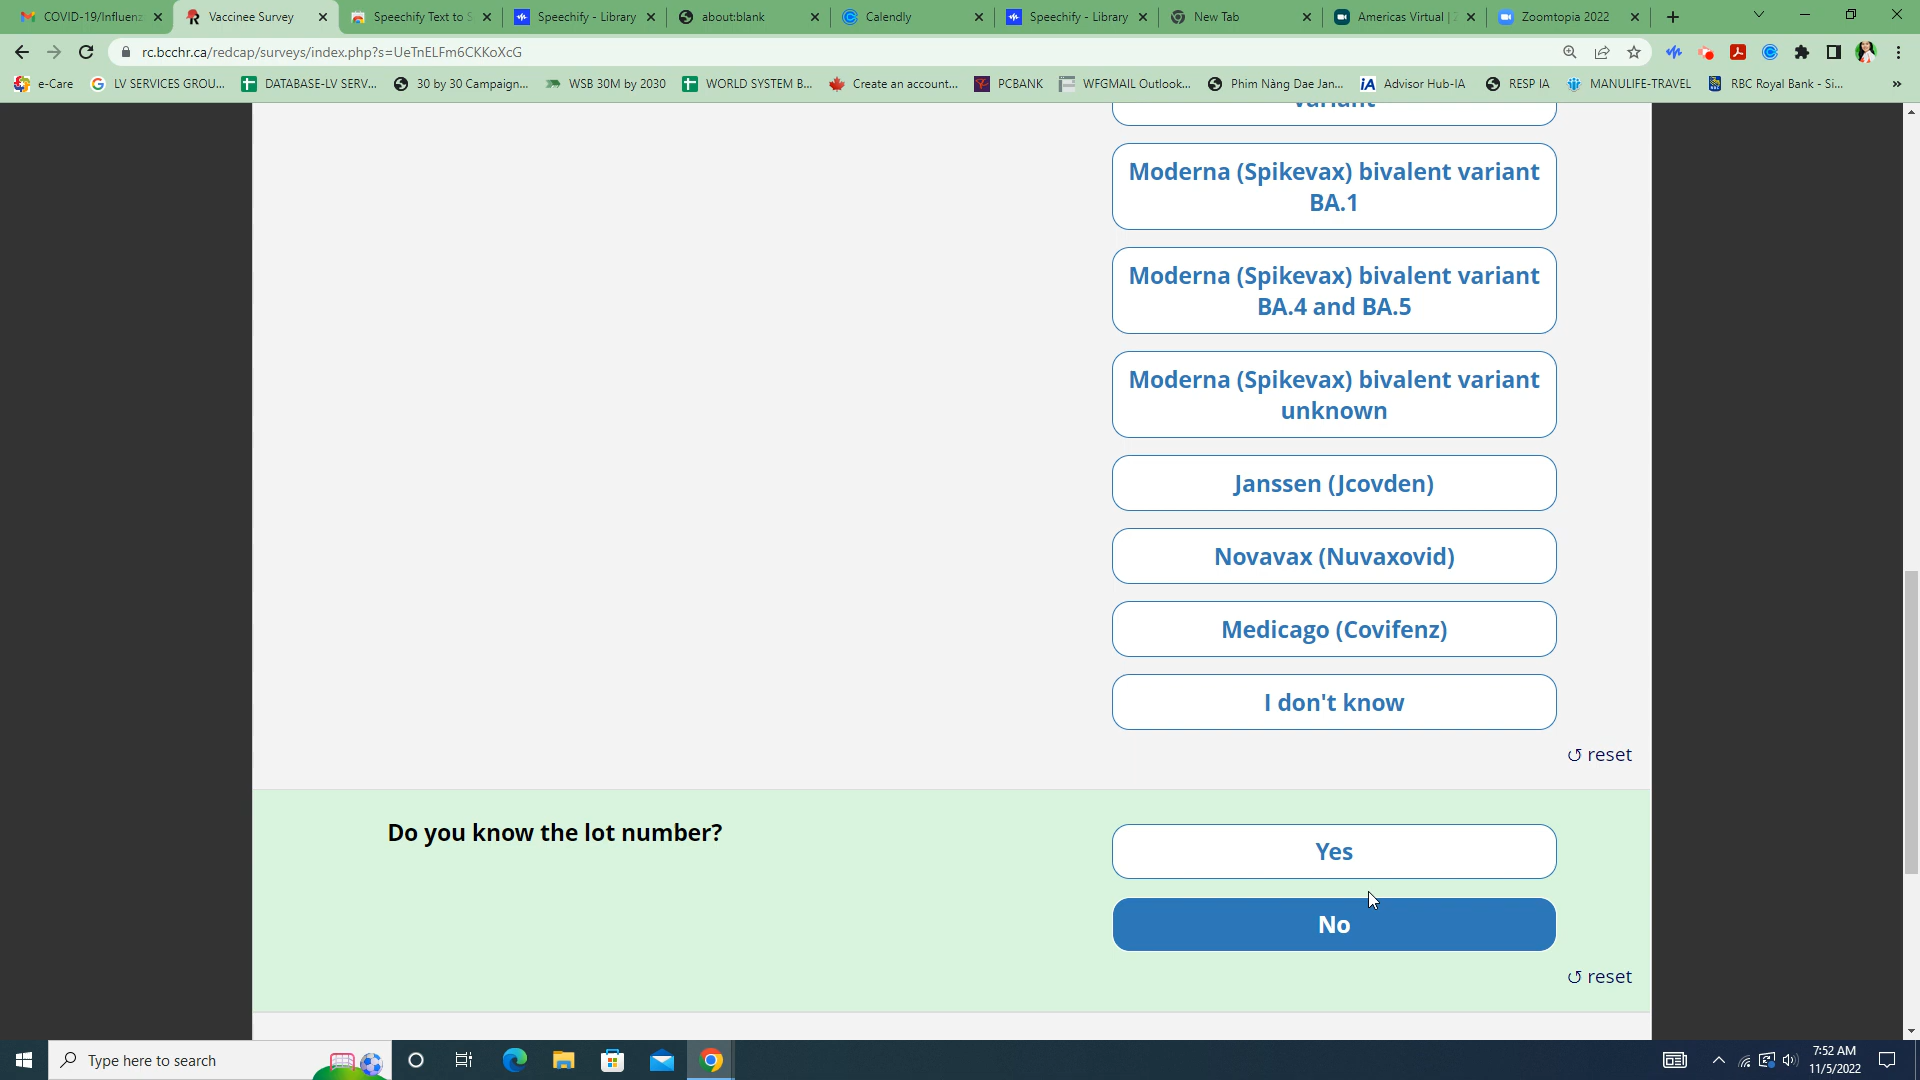 COVID-19/Influenz
Vaccinee Survey
Speechify Text to S
Speechify - Library
about:blank
Calendly
Speechify - Library
New Tab
Americas Virtual |
Zoomtopia 2022
rc.bcchr.ca/redcap/surveys/index.php?s=UeTnELFm6CKKoXcG
e-Care
LV SERVICES GROU...
DATABASE-LV SERV...
30 by 30 Campaign...
WSB 30M by 2030
WORLD SYSTEM B...
Create an account...
PCBANK
WFGMAIL Outlook...
Phim Nàng Dae Jan...
Advisor Hub-IA
RESP IA
MANULIFE-TRAVEL
RBC Royal Bank - Si...
variant
Moderna (Spikevax) bivalent variant
BA.1
Moderna (Spikevax) bivalent variant
BA.4 and BA.5
Moderna (Spikevax) bivalent variant
unknown
Janssen (Jcovden)
Novavax (Nuvaxovid)
Medicago (Covifenz)
I don't know
reset
Do you know the lot number?
Yes
No
reset
Type here to search
7:52 AM
11/5/2022